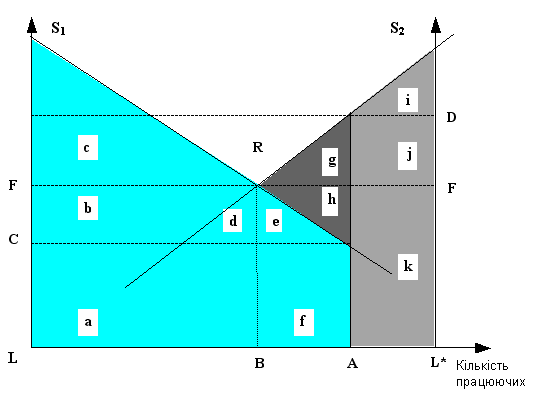 S₁ S₂
i
D
c R g j
F F
b h
d e
C
k
a f
L B A L*
Кількість
працюючих